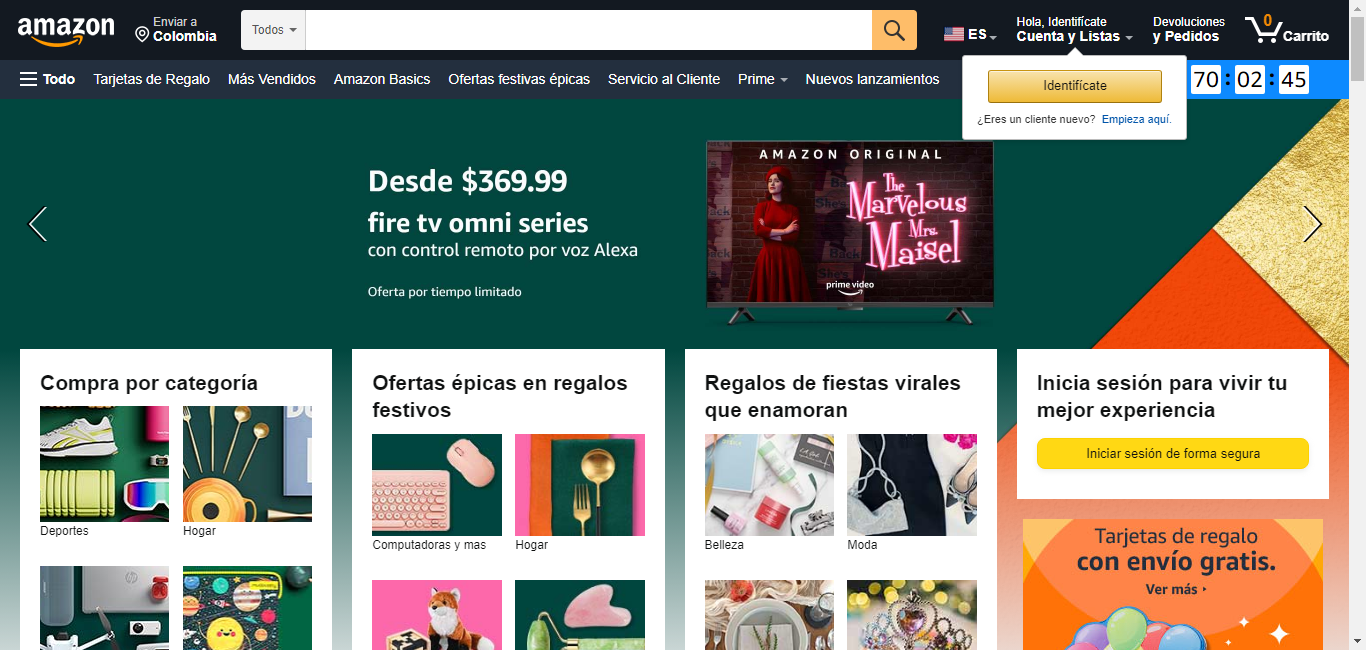 amazon
Enviar a
Colombia
Todos
ES
Hola, Identifícate
Cuenta y Listas
Devoluciones
y Pedidos
0
Carrito
Todo
Tarjetas de Regalo
Más Vendidos
Amazon Basics
Ofertas festivas épicas
Servicio al Cliente
Prime
Nuevos lanzamientos
70 : 02 : 45
Identifícate
¿Eres un cliente nuevo? Empieza aquí.
Desde $369.99
fire tv omni series
con control remoto por voz Alexa
Oferta por tiempo limitado
AMAZON ORIGINAL
The
Marvelous
Mrs.
Maisel
prime video
Compra por categoría
Deportes
Hogar
hp
Ofertas épicas en regalos
festivos
Computadoras y mas
Hogar
Regalos de fiestas virales
que enamoran
Belleza
Moda
Inicia sesión para vivir tu
mejor experiencia
Iniciar sesión de forma segura
Tarjetas de regalo
con envío gratis.
Ver más